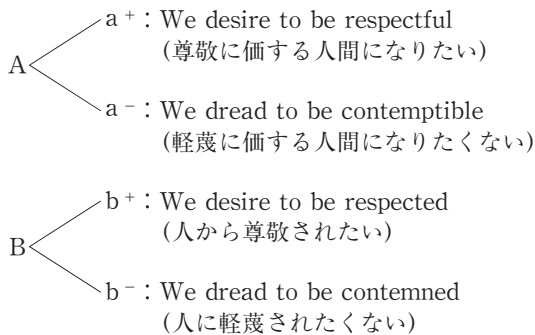 A
a⁺：We desire to be respectful
(尊敬に価する人間になりたい)
a⁻：We dread to be contemptible
(軽蔑に価する人間になりたくない)
B
b⁺：We desire to be respected
(人から尊敬されたい)
b⁻：We dread to be contemned
(人に軽蔑されたくない)